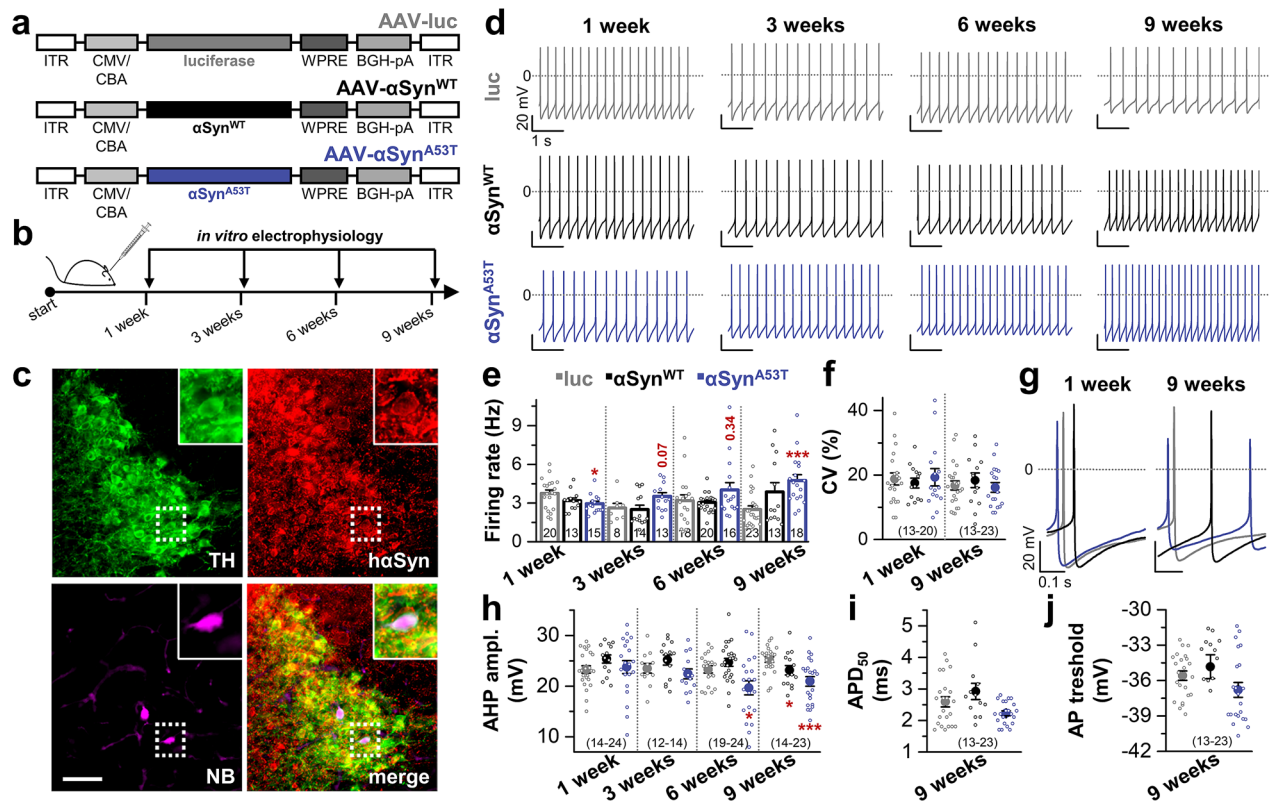 a
AAV-luc
ITR
CMV/
CBA
luciferase
WPRE
BGH-pA
ITR
AAV-αSynWT
ITR
CMV/
CBA
αSynWT
WPRE
BGH-pA
ITR
AAV-αSynA53T
ITR
CMV/
CBA
αSynA53T
WPRE
BGH-pA
ITR
b
in vitro electrophysiology
start
1 week
3 weeks
6 weeks
9 weeks
c
TH
hαSyn
NB
merge
d
1 week
3 weeks
6 weeks
9 weeks
luc
0
20 mV
1 s
αSynWT
0
αSynA53T
0
e
luc αSynWT αSynA53T
Firing rate (Hz)
9
6
3
0
*
0.07
0.34
***
20 13 15 8 14 13 18 20 16 23 13 18
1 week
3 weeks
6 weeks
9 weeks
f
CV (%)
40
20
0
(13-20)
(13-23)
1 week
9 weeks
g
1 week
9 weeks
0
20 mV
0.1 s
h
AHP ampl.
(mV)
30
20
10
*
*
***
(14-24)
(12-14)
(19-24)
(14-23)
1 week
3 weeks
6 weeks
9 weeks
i
APD50
(ms)
5
4
3
2
1
(13-23)
9 weeks
j
AP treshold
(mV)
-30
-33
-36
-39
-42
(13-23)
9 weeks